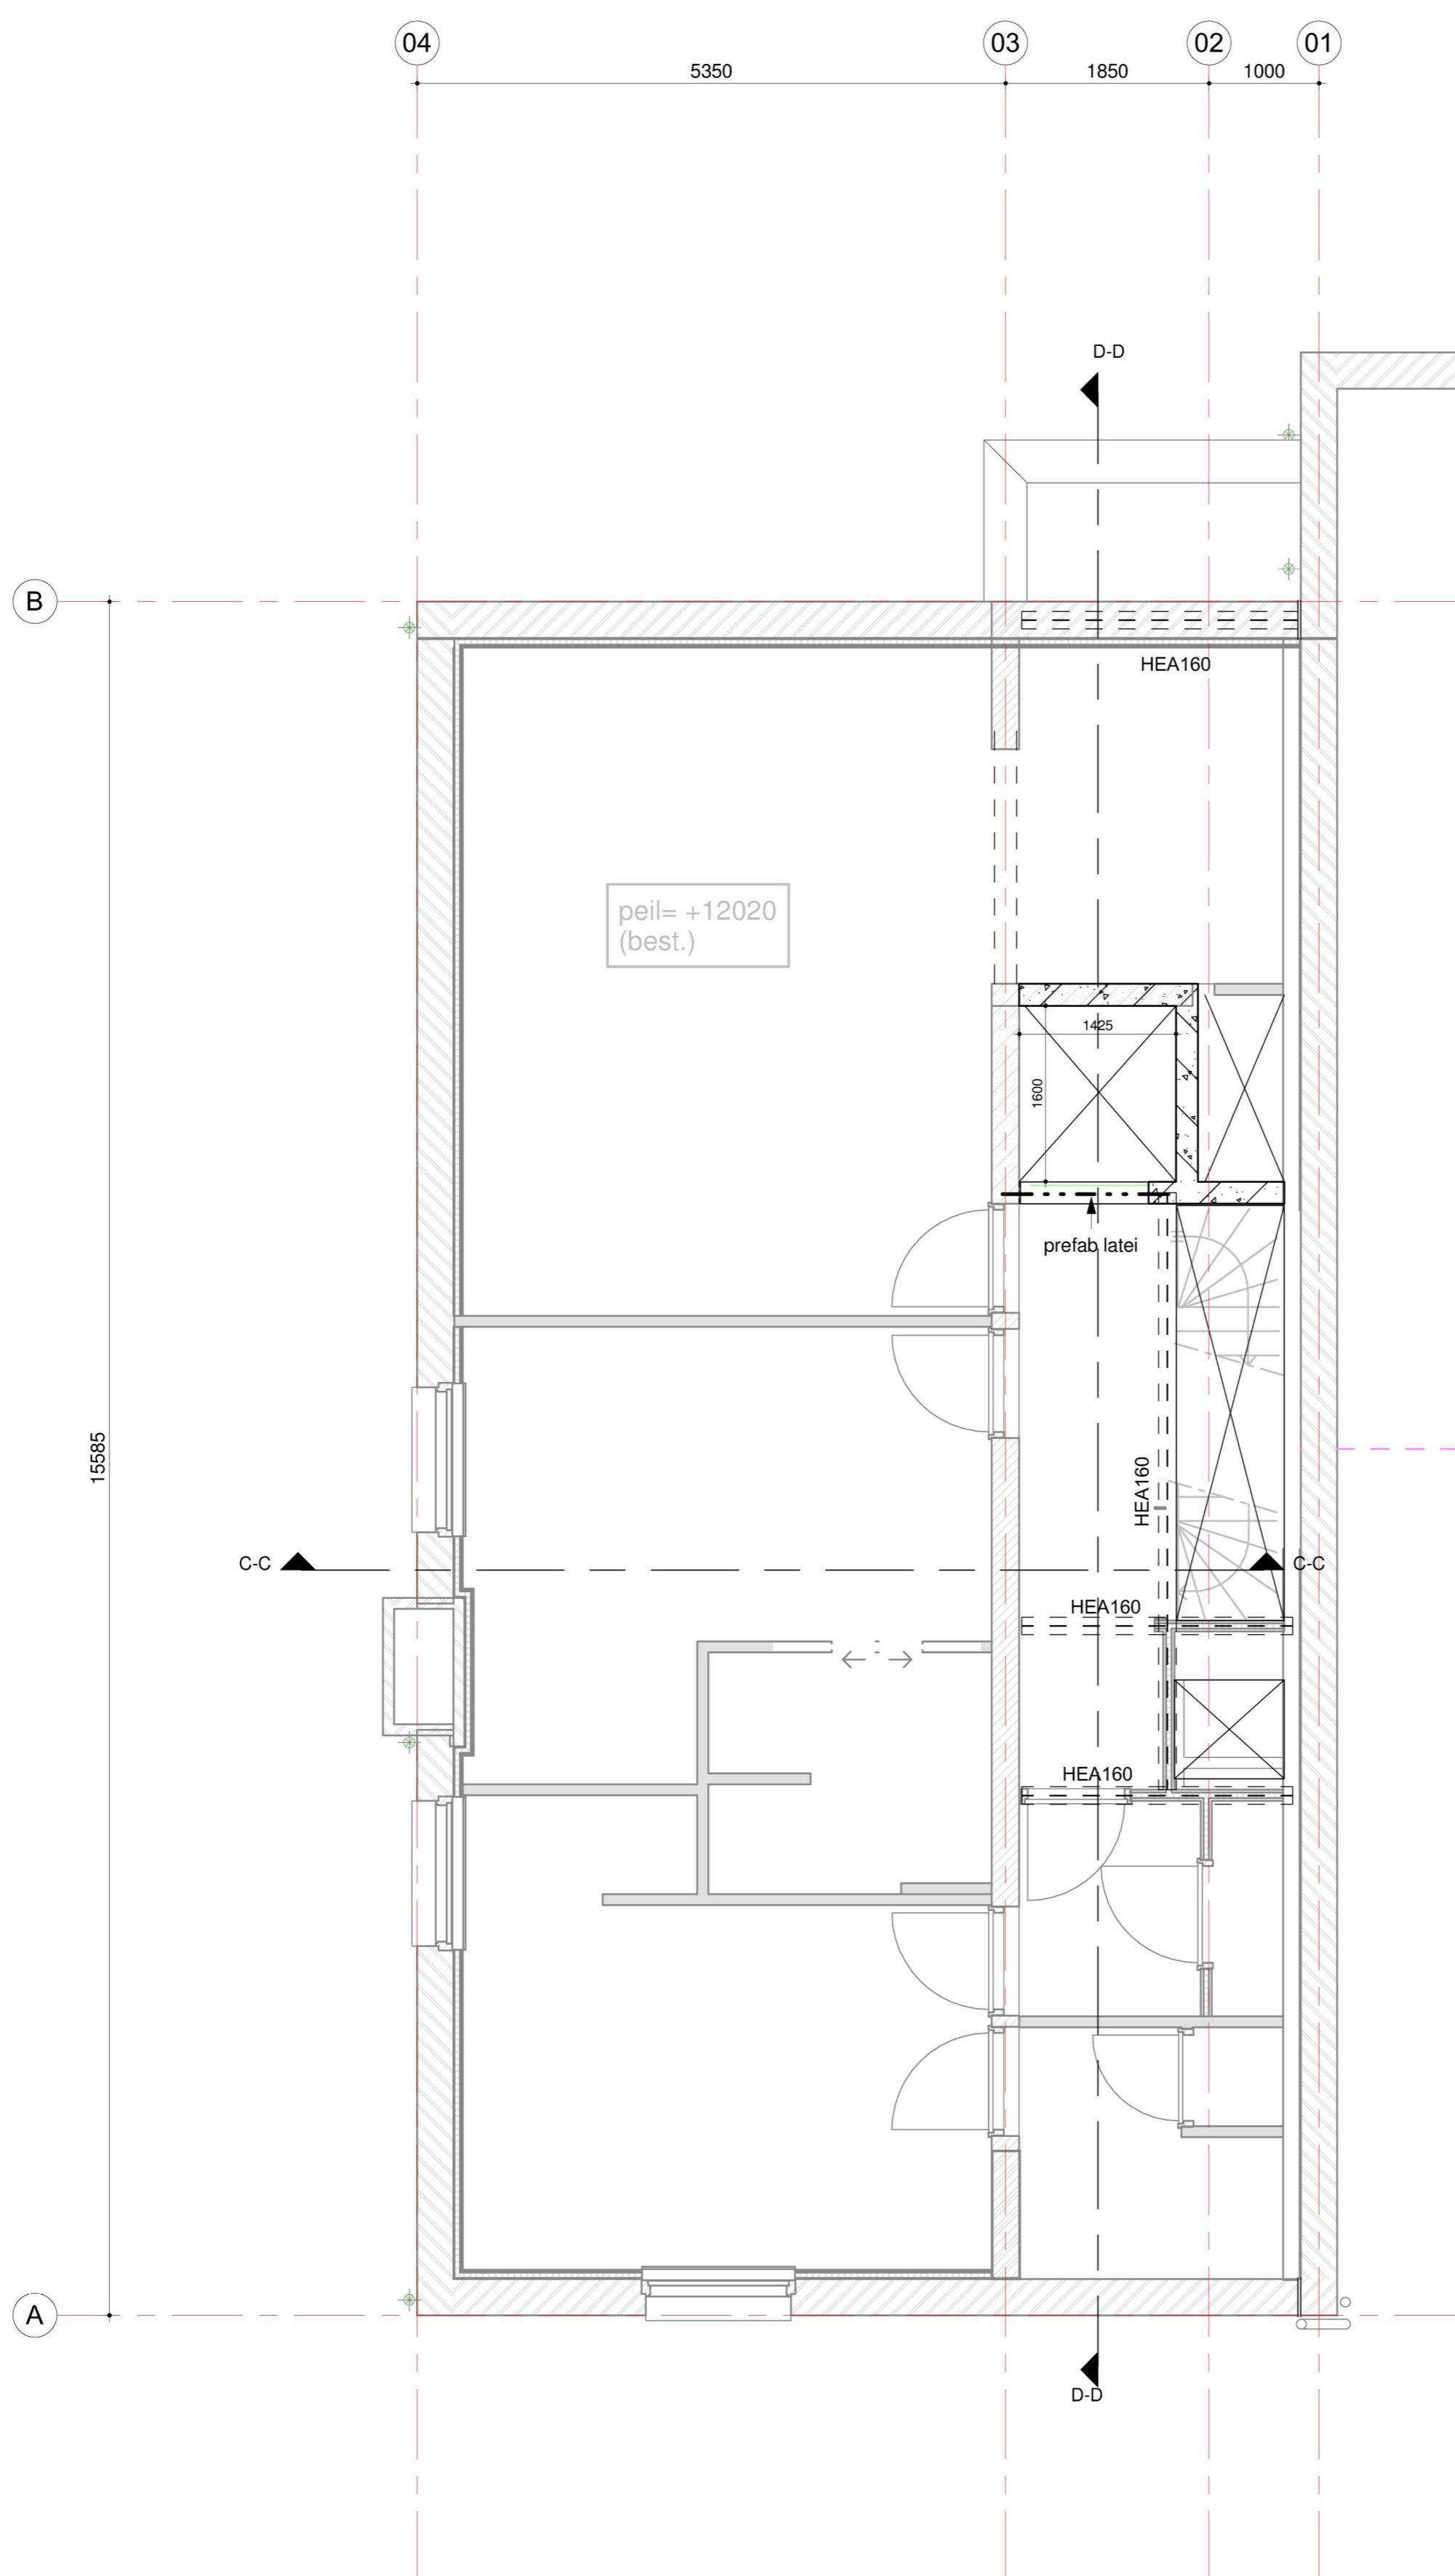 04
03
02
01
5350
1850
1000
D-D
B
HEA160
peil= +12020
(best.)
1425
1600
prefab latei
15585
HEA160
C-C
C-C
HEA160
HEA160
A
D-D